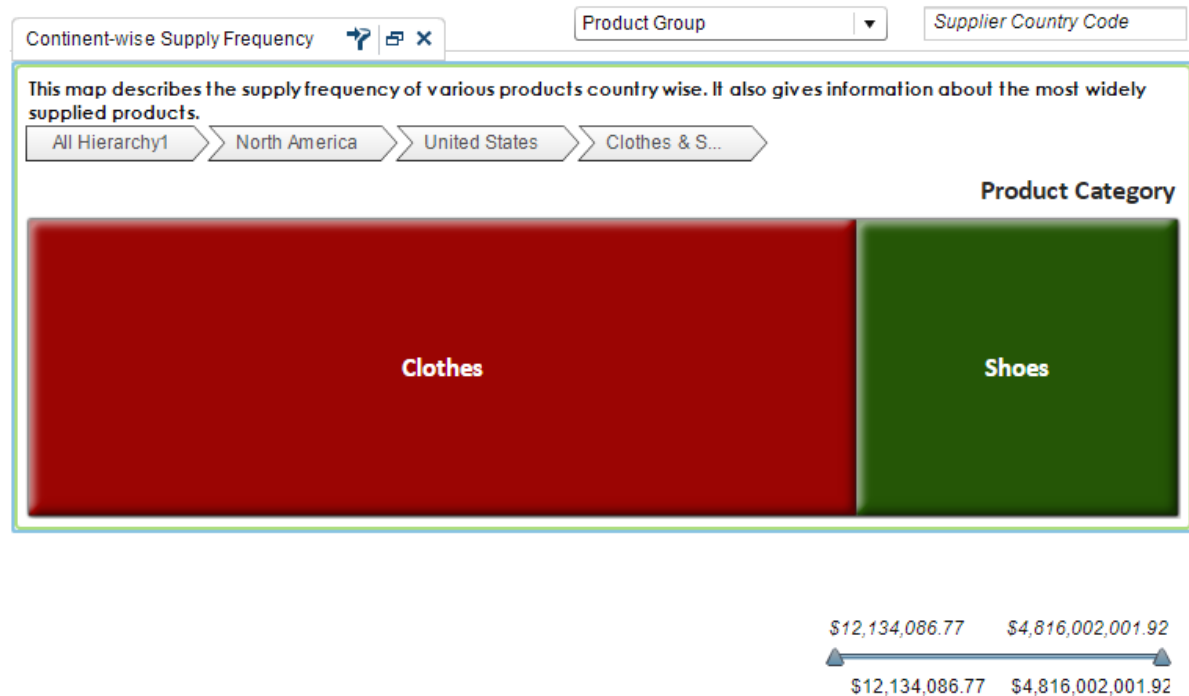 Continent-wise Supply Frequency
Product Group
Supplier Country Code
This map describes the supply frequency of various products country wise. It also gives information about the most widely
supplied products.
All Hierarchy1
North America
United States
Clothes & S...
Product Category
Clothes
Shoes
$12,134,086.77 $4,816,002,001.92
$12,134,086.77 $4,816,002,001.92